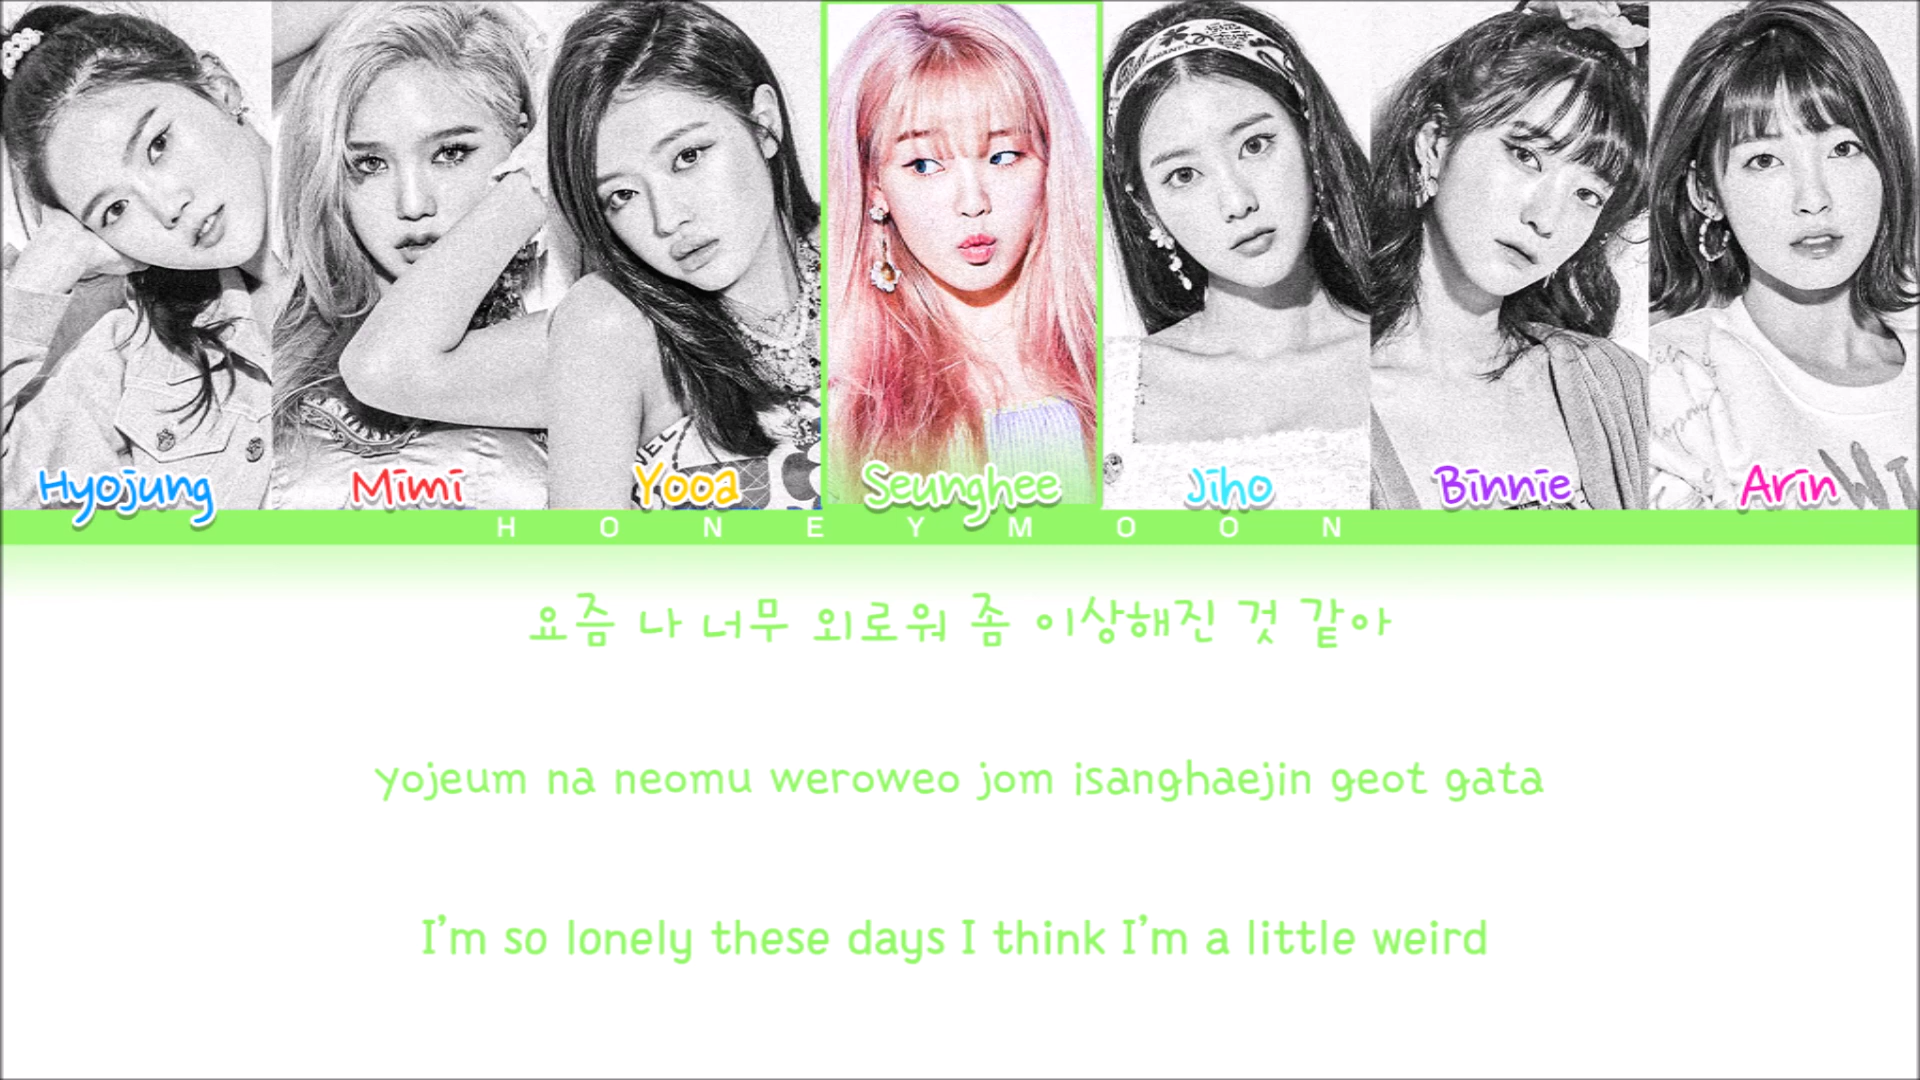 Hyojung Mimi Yooa Seunghee Jiho Binnie Arin
HONEYMOON
요즘 나 너무 외로워 좀 이상해진 것 같아
yojeum na neomu weroweo jom isanghaejin geot gata
I'm so lonely these days I think I'm a little weird